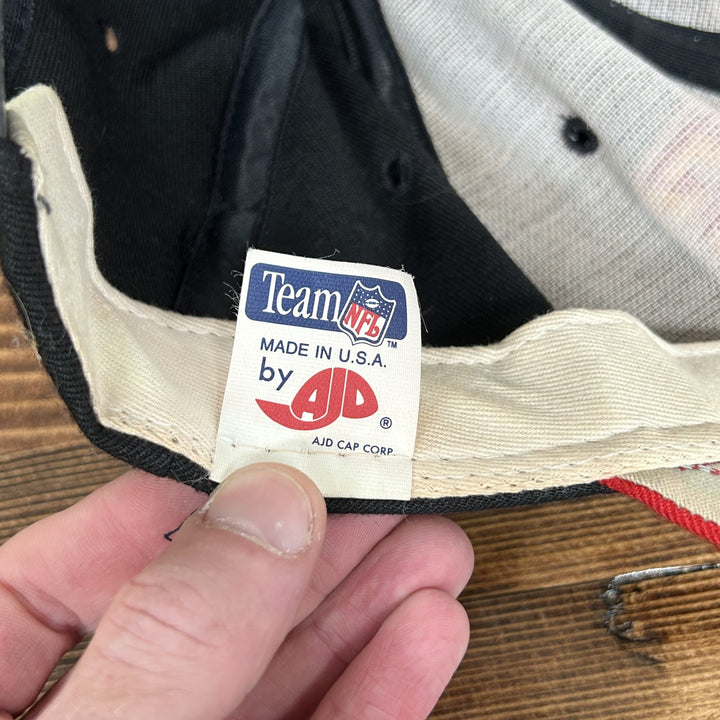 Team NFL ™
MADE IN U.S.A.
by AJD ®
AJD CAP CORP.